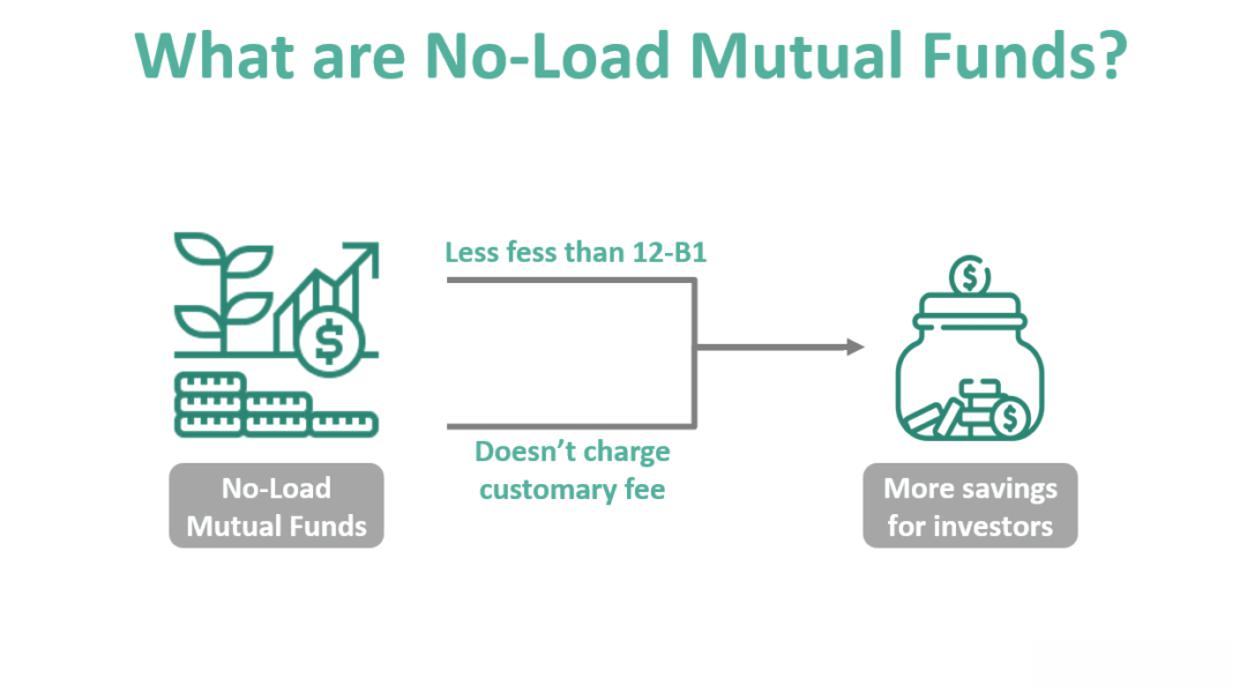 What are No-Load Mutual Funds?
Less fess than 12-B1
Doesn’t charge
customary fee
No-Load
Mutual Funds
More savings
for investors